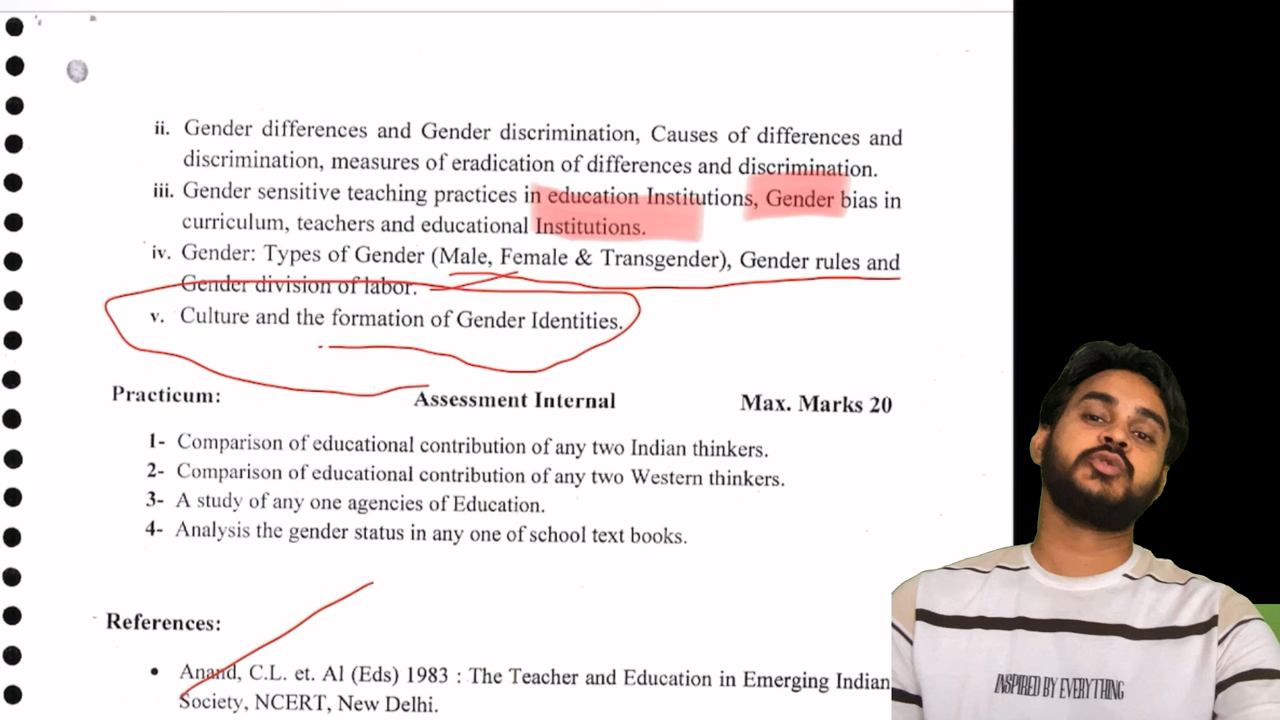 ii. Gender differences and Gender discrimination, Causes of differences and
discrimination, measures of eradication of differences and discrimination.
iii. Gender sensitive teaching practices in education Institutions, Gender bias in
curriculum, teachers and educational Institutions.
iv. Gender: Types of Gender (Male, Female & Transgender), Gender rules and
Gender division of labor.
v. Culture and the formation of Gender Identities.
Practicum: Assessment Internal Max. Marks 20
1- Comparison of educational contribution of any two Indian thinkers.
2- Comparison of educational contribution of any two Western thinkers.
3- A study of any one agencies of Education.
4- Analysis the gender status in any one of school text books.
References:
• Anand, C.L. et. Al (Eds) 1983 : The Teacher and Education in Emerging Indian
Society, NCERT, New Delhi.
INSPIRED BY EVERYTHING